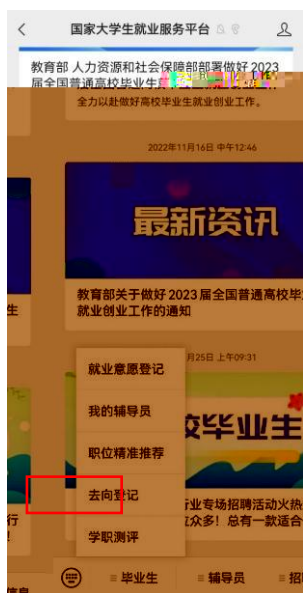 国家大学生就业服务平台
教育部 人力资源和社会保障部部署做好2023
届全国普通高校毕业生
全力以赴做好高校毕业生就业创业工作。
2022年11月16日 中午12:46
最新资讯
教育部关于做好2023届全国普通高校毕
就业创业工作的通知
生
月25日 上午09:31
就业意愿登记
我的辅导员
职位精准推荐
去向登记
学职测评
校毕业生
行业专场招聘活动火热
众多！总有一款适合
行
！
信息
毕业生
辅导员
招